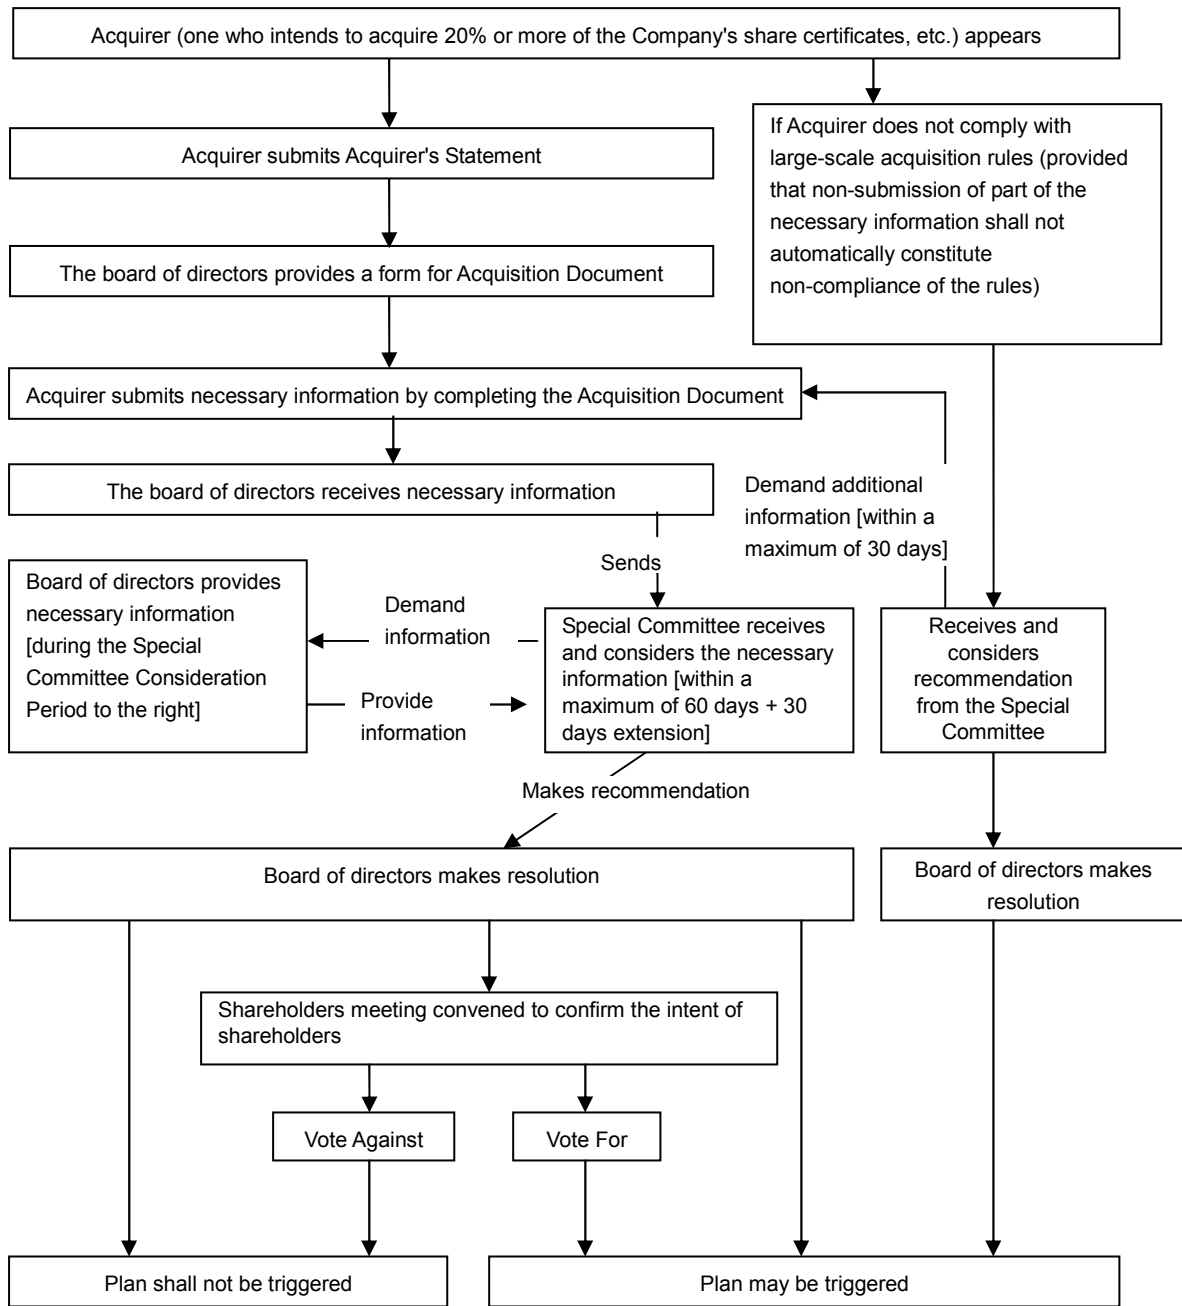 Acquirer (one who intends to acquire 20% or more of the Company's share certificates, etc.) appears
Acquirer submits Acquirer's Statement
If Acquirer does not comply with
large-scale acquisition rules (provided
that non-submission of part of the
necessary information shall not
automatically constitute
non-compliance of the rules)
The board of directors provides a form for Acquisition Document
Acquirer submits necessary information by completing the Acquisition Document
The board of directors receives necessary information
Demand additional
information [within a
maximum of 30 days]
Sends
Board of directors provides
necessary information
[during the Special
Committee Consideration
Period to the right]
Demand
information
Provide
information
Special Committee receives
and considers the necessary
information [within a
maximum of 60 days + 30
days extension]
Receives and
considers
recommendation
from the Special
Committee
Makes recommendation
Board of directors makes resolution
Board of directors makes
resolution
Shareholders meeting convened to confirm the intent of
shareholders
Vote Against
Vote For
Plan shall not be triggered
Plan may be triggered